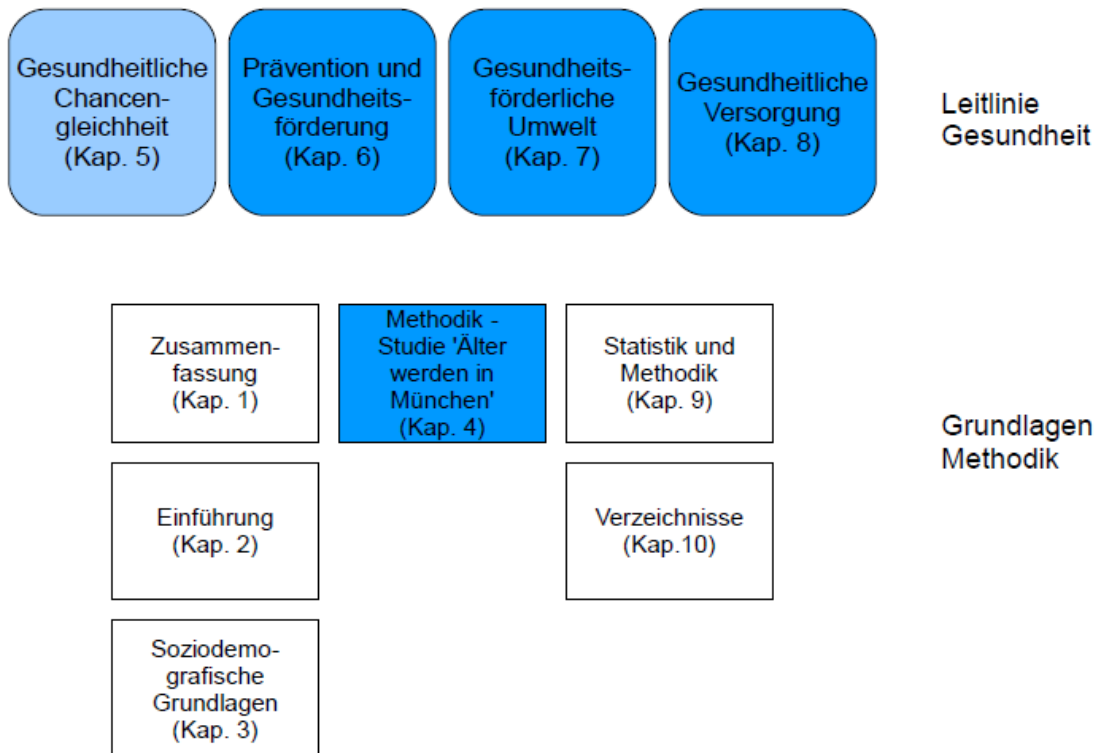 Gesundheitliche
Chancen-
gleichheit
(Kap. 5)
Prävention und
Gesundheits-
förderung
(Kap. 6)
Gesundheits-
förderliche
Umwelt
(Kap. 7)
Gesundheitliche
Versorgung
(Kap. 8)
Leitlinie
Gesundheit
Zusammen-
fassung
(Kap. 1)
Methodik -
Studie 'Älter
werden in
München'
(Kap. 4)
Statistik und
Methodik
(Kap. 9)
Grundlagen
Methodik
Einführung
(Kap. 2)
Verzeichnisse
(Kap.10)
Soziodemo-
grafische
Grundlagen
(Kap. 3)